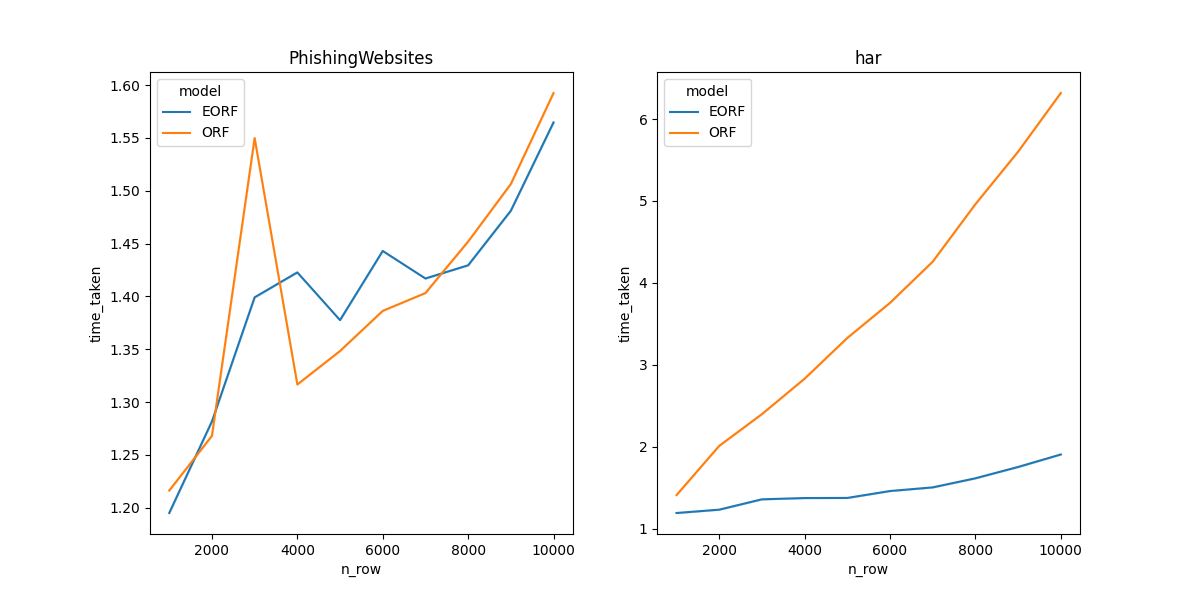 PhishingWebsites
model
EORF
ORF
1.60
1.55
1.50
1.45
1.40
1.35
1.30
1.25
1.20
time_taken
2000 4000 6000 8000 10000
n_row
har
model
EORF
ORF
6
5
4
3
2
1
time_taken
2000 4000 6000 8000 10000
n_row